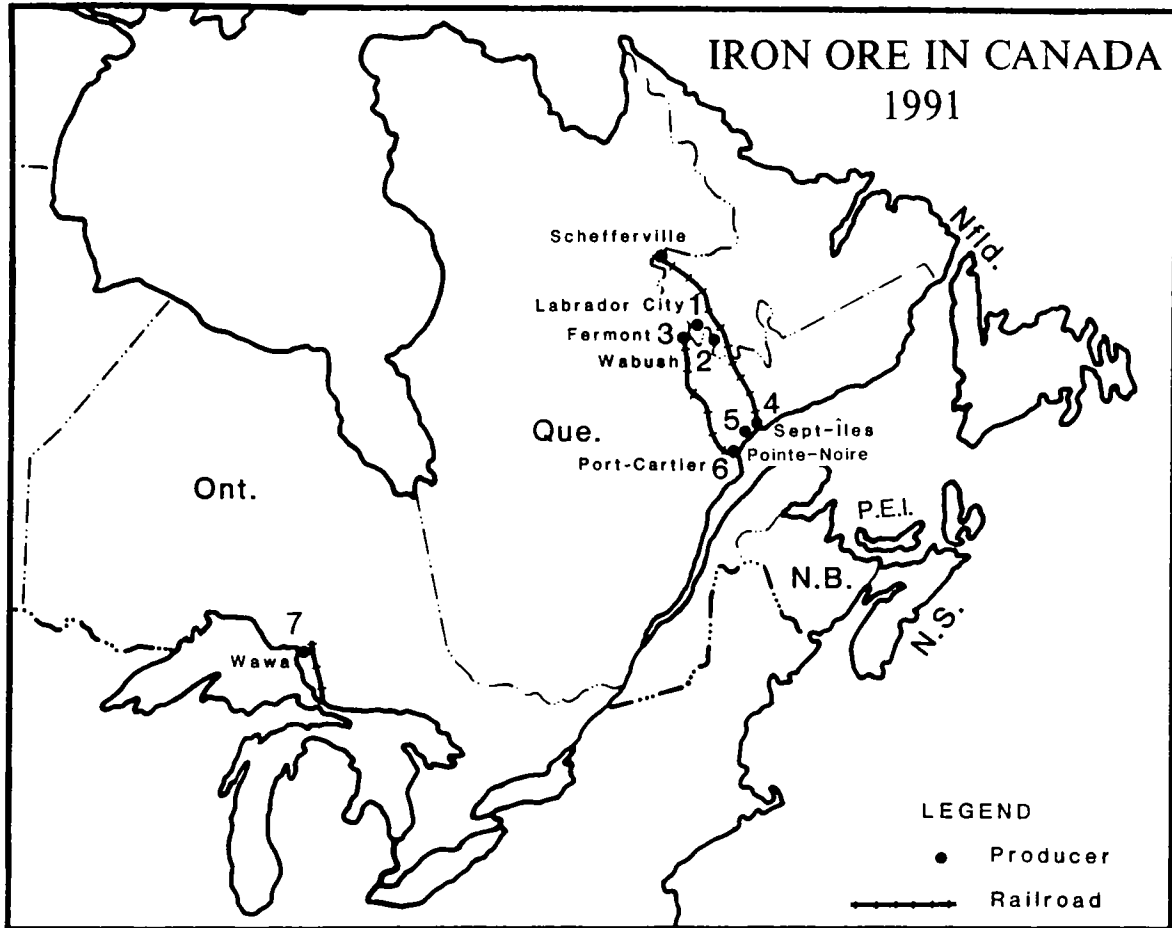 IRON ORE IN CANADA
1991
Nfld.
Schefferville
Labrador City 1
Fermont 3
Wabush 2
4
5
Sept-Îles
Que.
Pointe-Noire
Port-Cartier 6
Ont.
P.E.I.
N.B.
N.S.
7
Wawa
LEGEND
Producer
Railroad